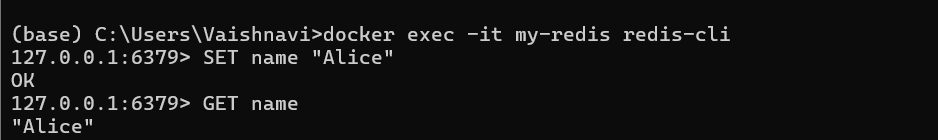 (base) C:\Users\Vaishnavi>docker exec -it my-redis redis-cli
127.0.0.1:6379> SET name "Alice"
OK
127.0.0.1:6379> GET name
"Alice"